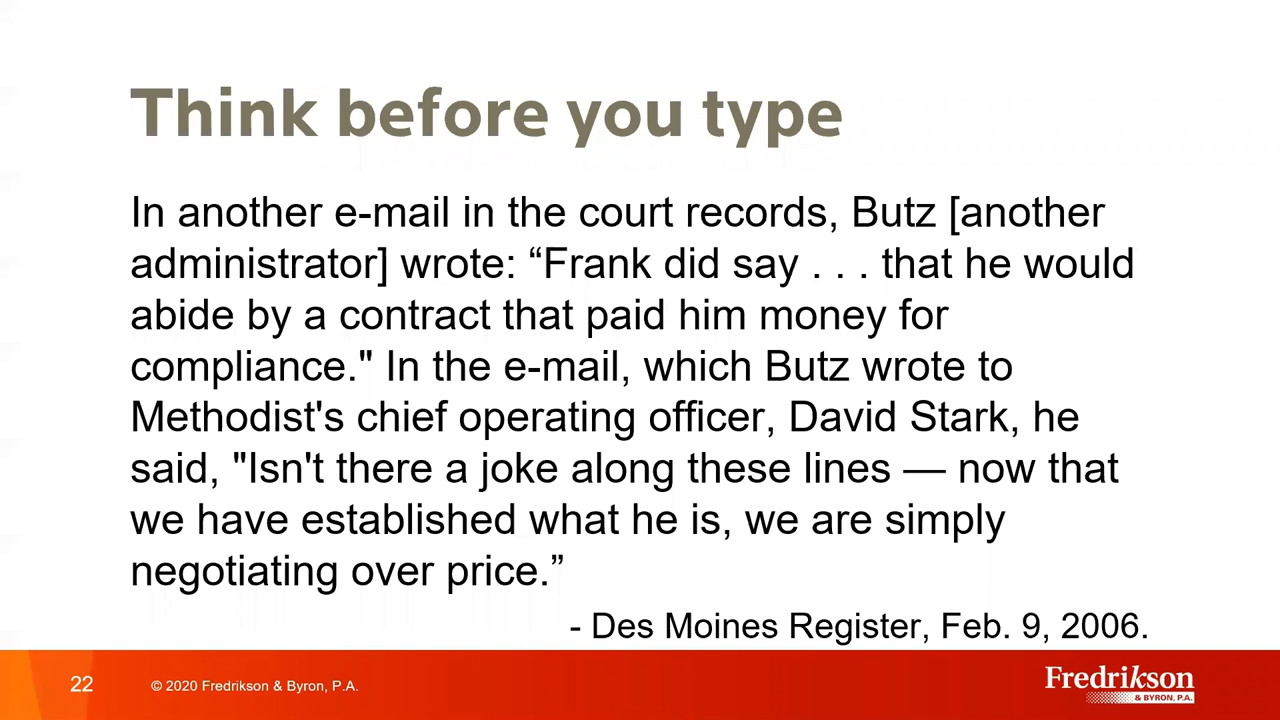 Think before you type
In another e-mail in the court records, Butz [another
administrator] wrote: “Frank did say . . . that he would
abide by a contract that paid him money for
compliance." In the e-mail, which Butz wrote to
Methodist's chief operating officer, David Stark, he
said, "Isn't there a joke along these lines — now that
we have established what he is, we are simply
negotiating over price.”
- Des Moines Register, Feb. 9, 2006.
22
© 2020 Fredrikson & Byron, P.A.
Fredrikson
& BYRON, P.A.